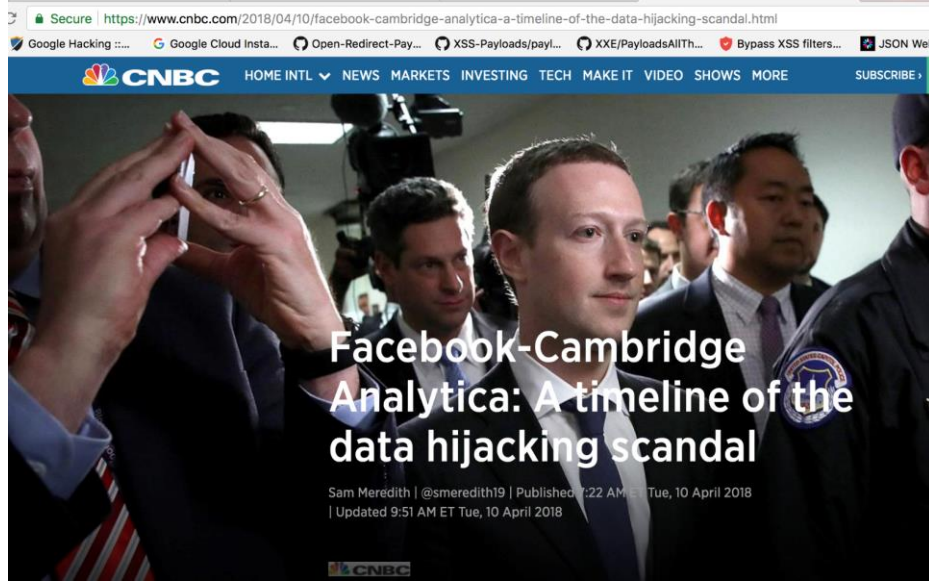 Secure | https://www.cnbc.com/2018/04/10/facebook-cambridge-analytica-a-timeline-of-the-data-hijacking-scandal.html
Google Hacking ::... Google Cloud Insta... Open-Redirect-Pay... XSS-Payloads/payl... XXE/PayloadsAllTh... Bypass XSS filters... JSON We
CNBC HOME INTL NEWS MARKETS INVESTING TECH MAKE IT VIDEO SHOWS MORE SUBSCRIBE ›
Facebook-Cambridge
Analytica: A timeline of the
data hijacking scandal
Sam Meredith | @smeredith19 | Published 7:22 AM ET Tue, 10 April 2018
| Updated 9:51 AM ET Tue, 10 April 2018
CNBC